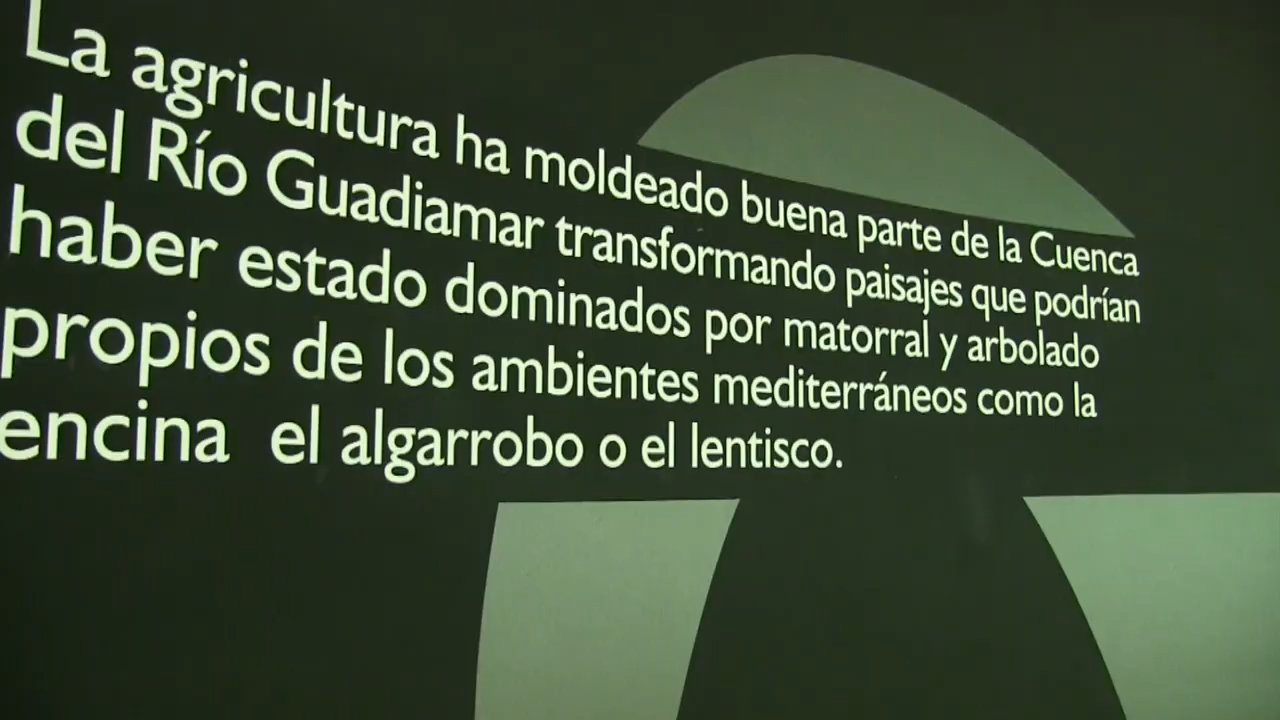 La agricultura ha moldeado buena parte de la Cuenca
del Río Guadiamar transformando paisajes que podrían
haber estado dominados por matorral y arbolado
propios de los ambientes mediterráneos como la
encina el algarrobo o el lentisco.